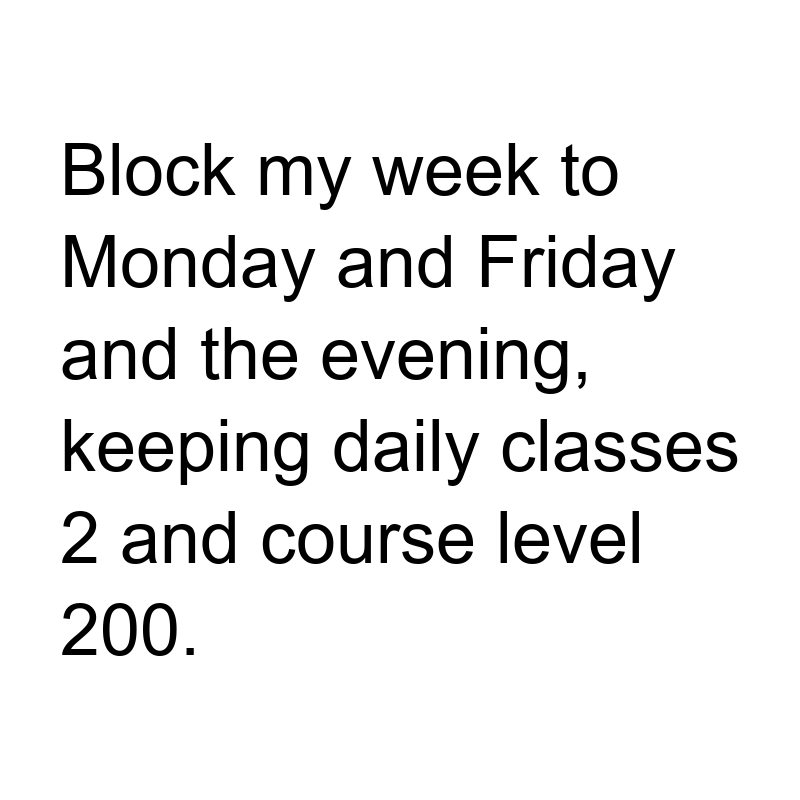 Block my week to
Monday and Friday
and the evening,
keeping daily classes
2 and course level
200.